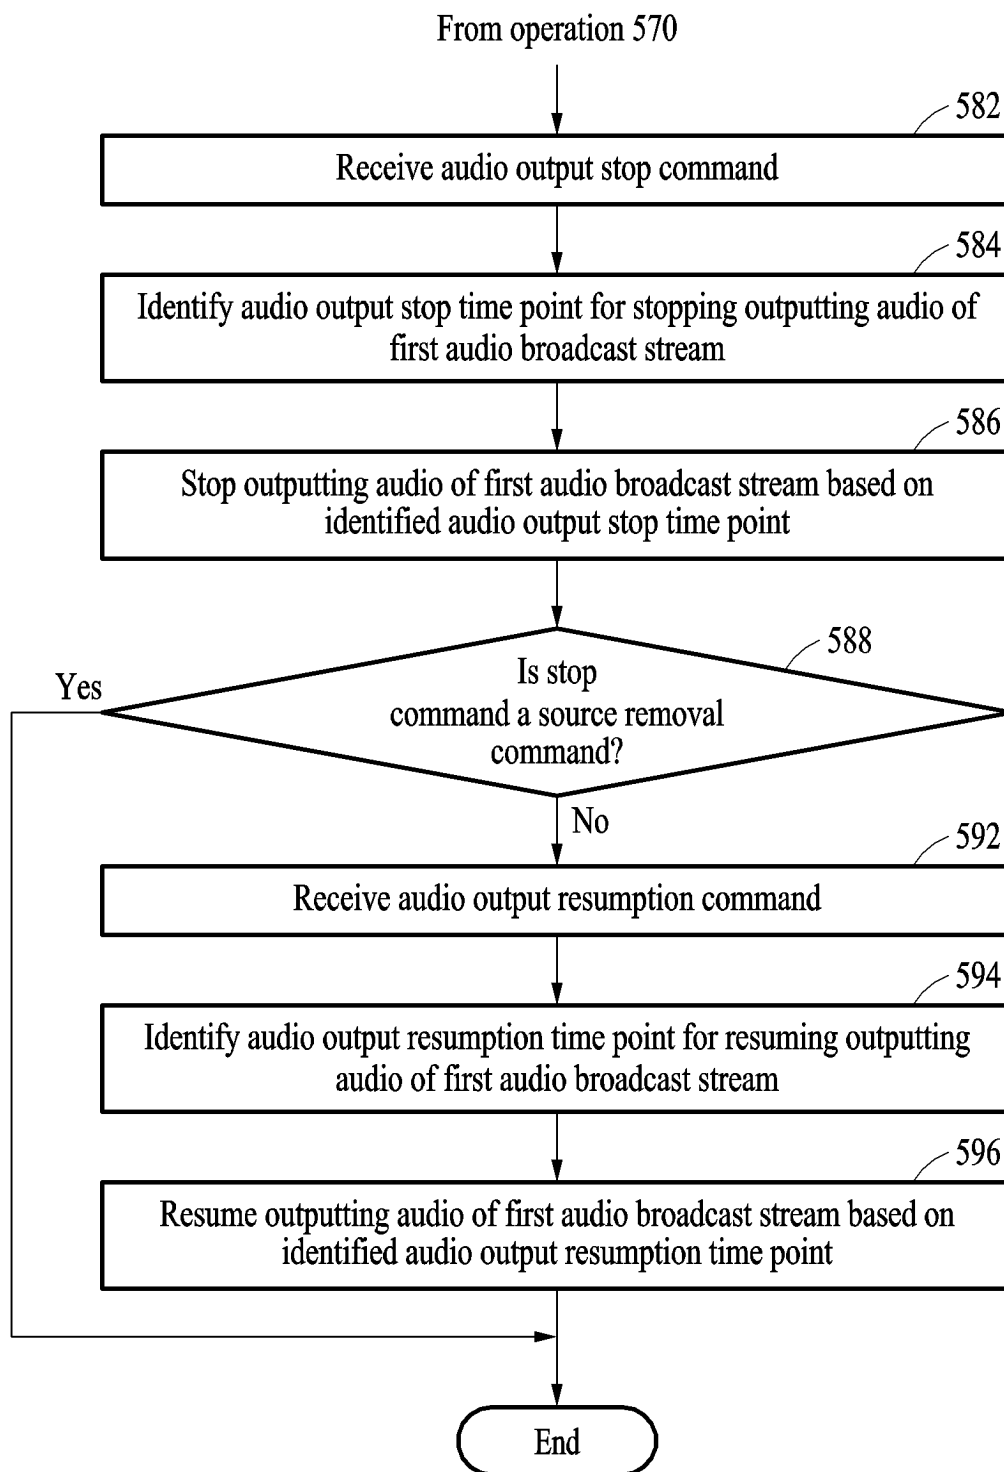 From operation 570
582
Receive audio output stop command
584
Identify audio output stop time point for stopping outputting audio of
first audio broadcast stream
586
Stop outputting audio of first audio broadcast stream based on
identified audio output stop time point
588
Is stop
command a source removal
command?
Yes
No
592
Receive audio output resumption command
594
Identify audio output resumption time point for resuming outputting
audio of first audio broadcast stream
596
Resume outputting audio of first audio broadcast stream based on
identified audio output resumption time point
End